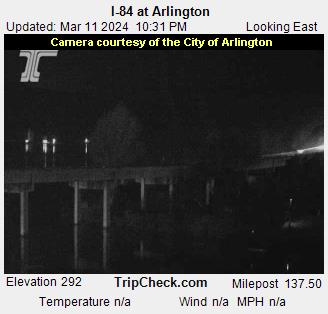 I-84 at Arlington
Updated: Mar 11 2024 10:31 PM Looking East
Camera courtesy of the City of Arlington
Elevation 292 TripCheck.com Milepost 137.50
Temperature n/a Wind n/a MPH n/a